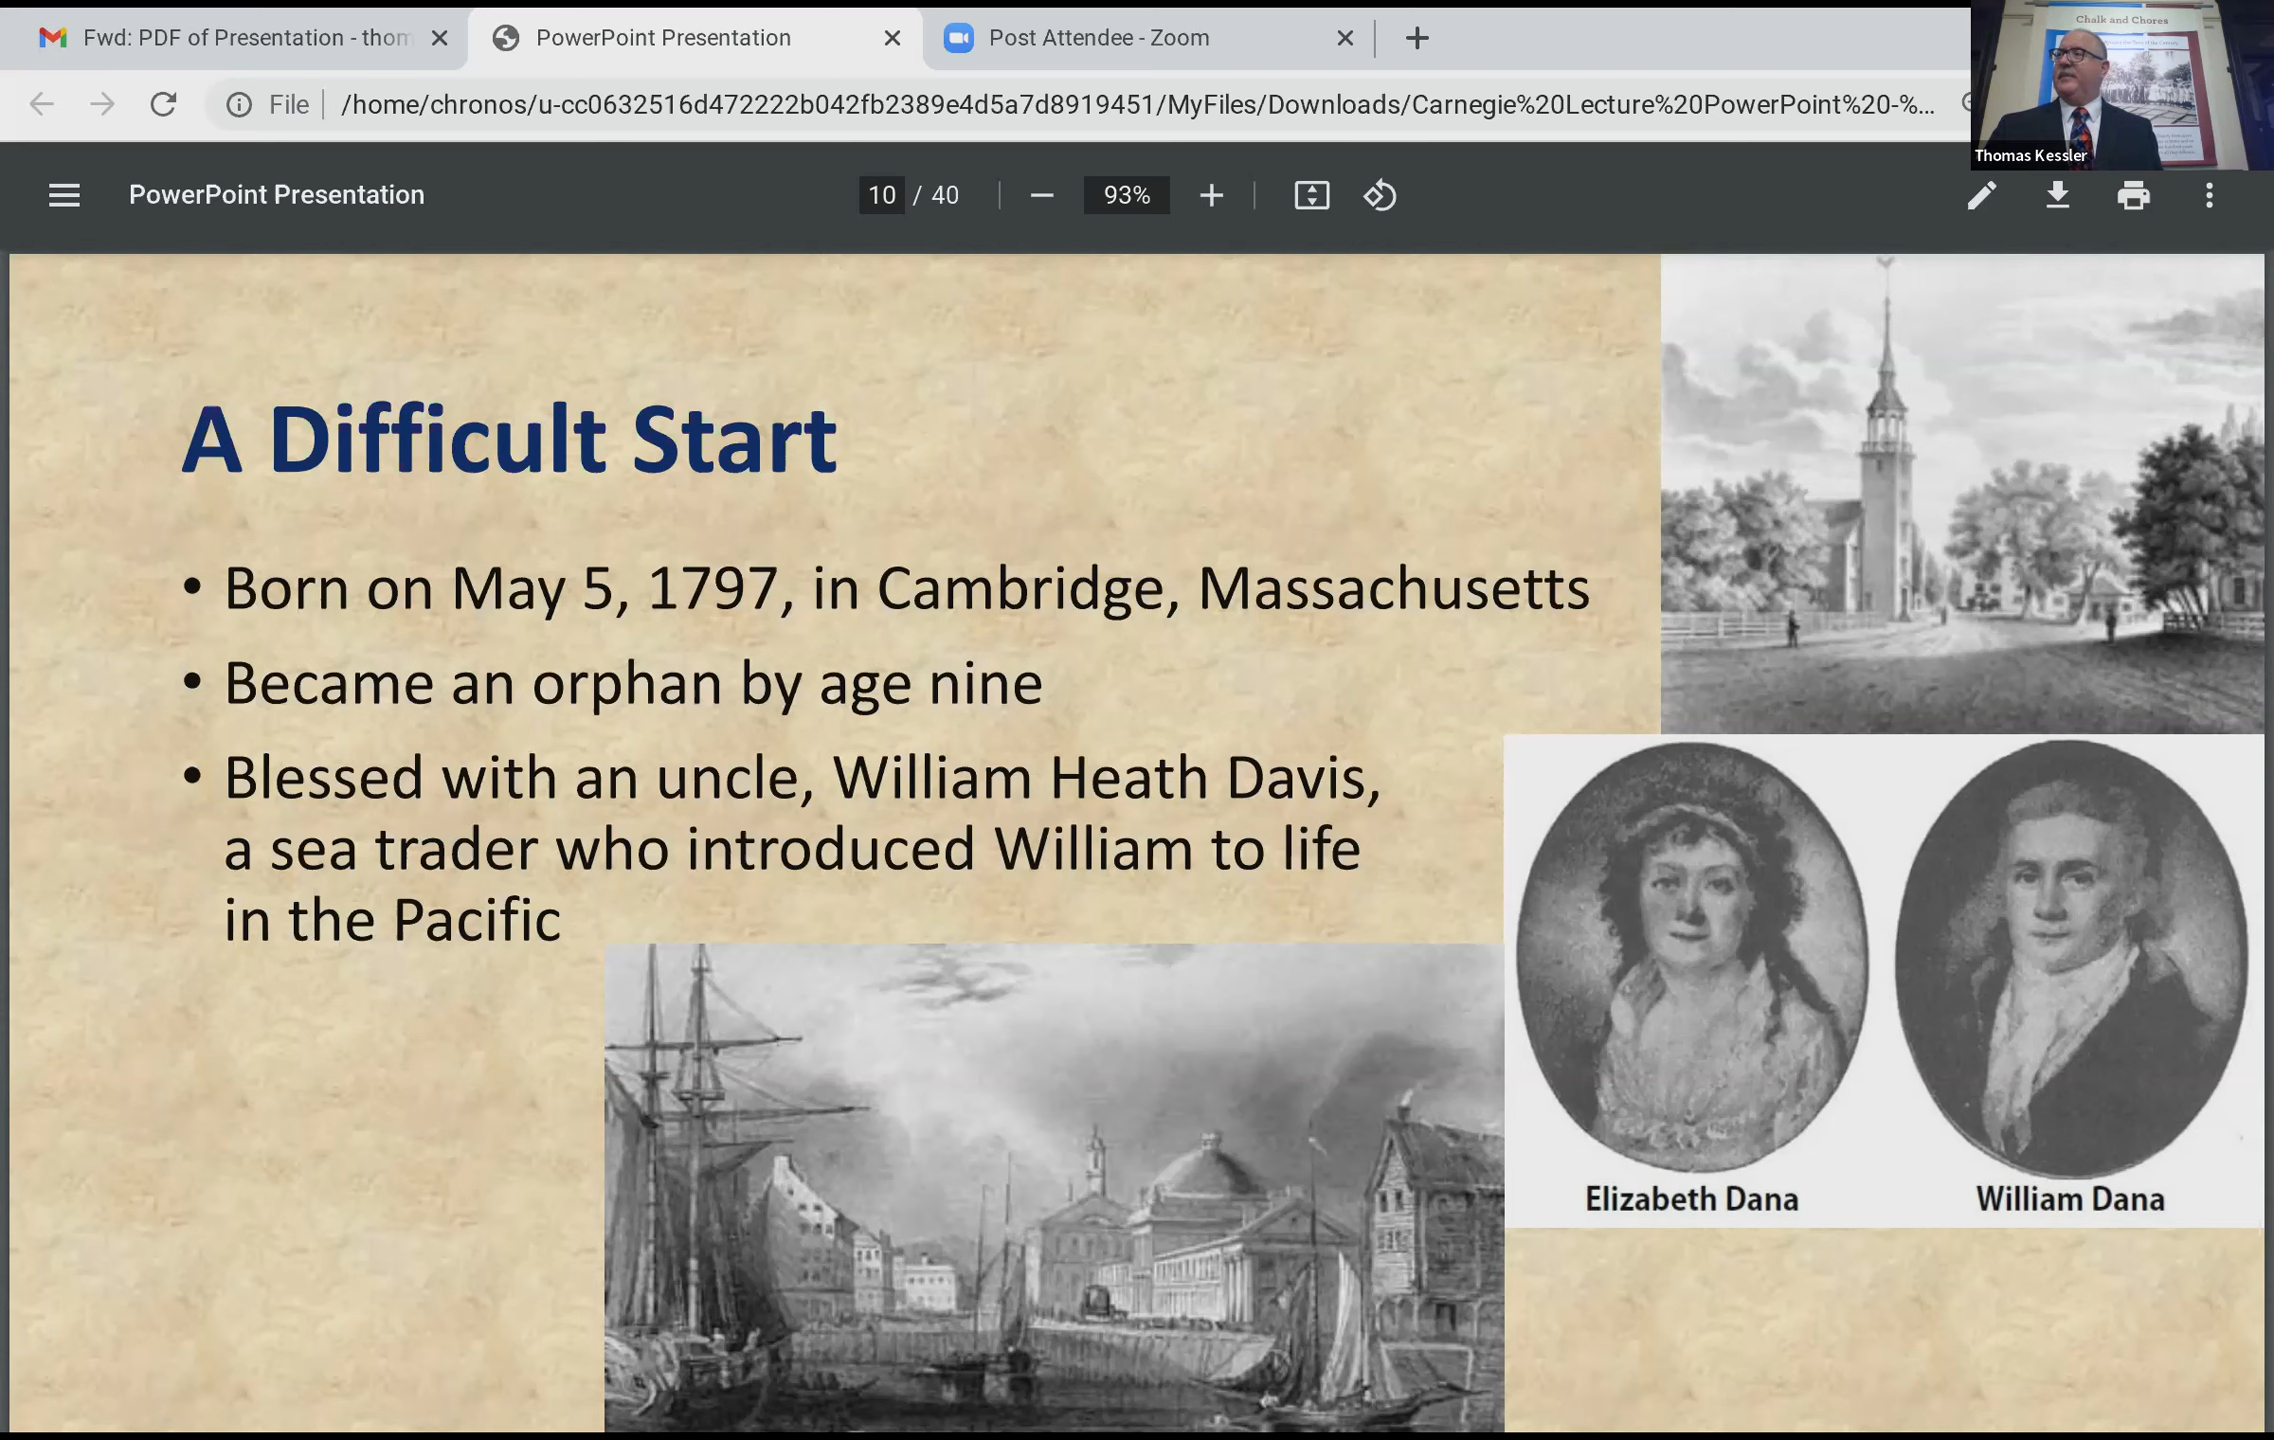 Fwd: PDF of Presentation - thom
PowerPoint Presentation
Post Attendee - Zoom
File
/home/chronos/u-cc0632516d472222b042fb2389e4d5a7d8919451/MyFiles/Downloads/Carnegie%20Lecture%20PowerPoint%20-%...
Chalk and Chores
Thomas Kessler
PowerPoint Presentation
10 / 40
93%
A Difficult Start
• Born on May 5, 1797, in Cambridge, Massachusetts
• Became an orphan by age nine
• Blessed with an uncle, William Heath Davis,
a sea trader who introduced William to life
in the Pacific
Elizabeth Dana
William Dana